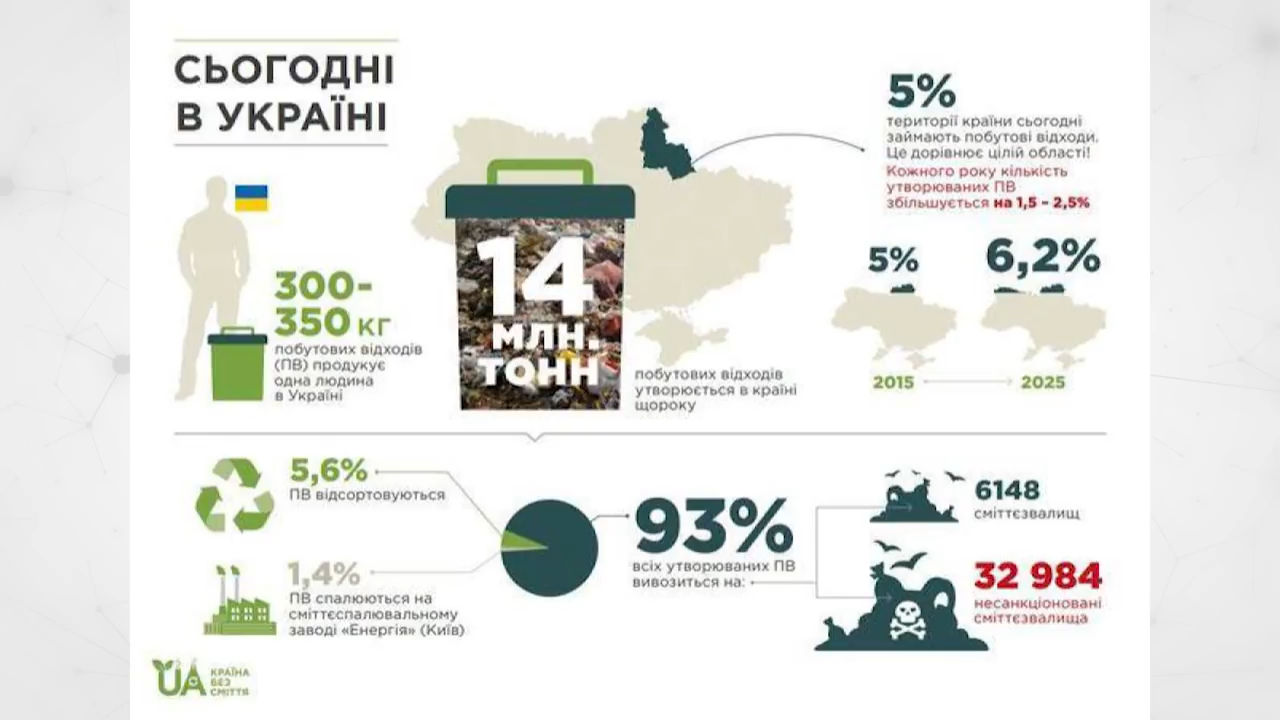 СЬОГОДНІ
В УКРАЇНІ
300-
350 кг
побутових відходів
(ПВ) продукує
одна людина
в Україні
14
МЛН.
ТОНН
побутових відходів
утворюється в країні
щороку
5%
території країни сьогодні
займають побутові відходи.
Це дорівнює цілій області!
Кожного року кількість
утворюваних ПВ
збільшується на 1,5 – 2,5%
5%
6,2%
2015
2025
5,6%
ПВ відсортовуються
1,4%
ПВ спалюються на
сміттєспалювальному
заводі «Енергія» (Київ)
93%
всіх утворюваних ПВ
вивозиться на:
6148
сміттєзвалищ
32 984
несанкціоновані
сміттєзвалища
UA
КРАЇНА
БЕЗ
СМІТТЯ